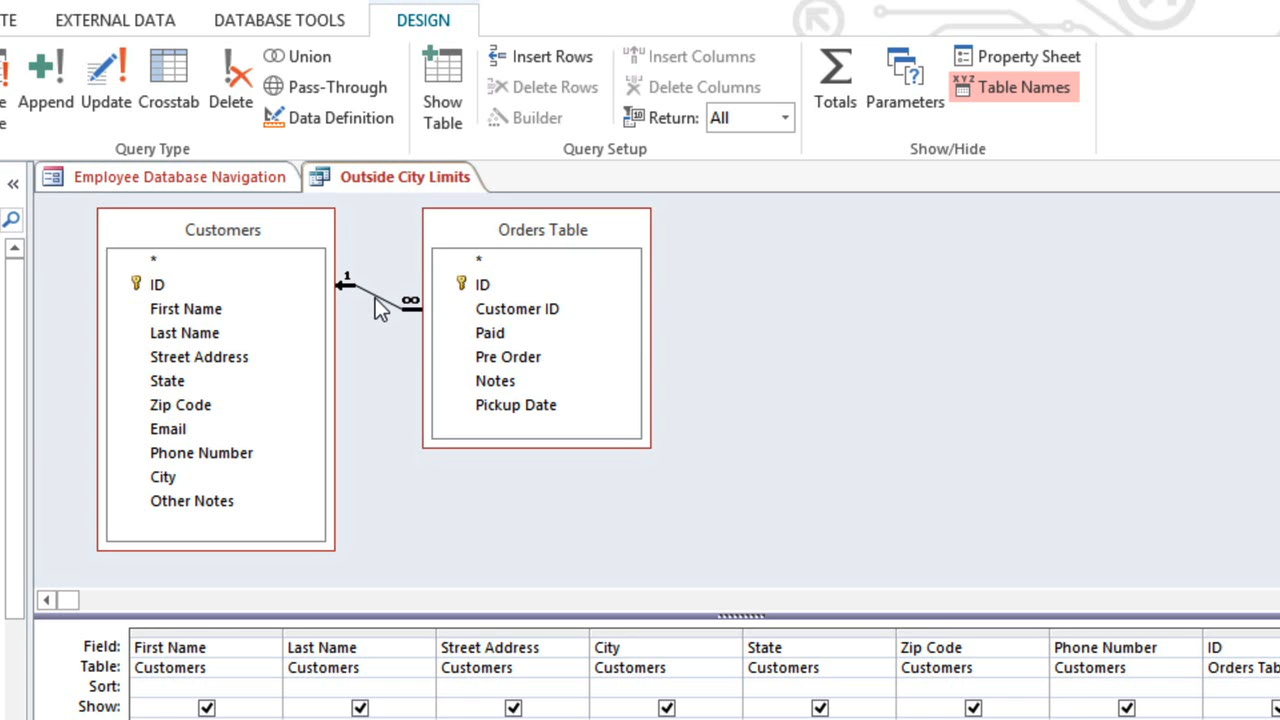 TE EXTERNAL DATA DATABASE TOOLS DESIGN
Append Update Crosstab Delete
Union
Pass-Through
Data Definition
Query Type
Show Table
Insert Rows
Delete Rows
Builder
Insert Columns
Delete Columns
Return: All
Query Setup
Totals Parameters
Property Sheet
XYZ Table Names
Show/Hide
Employee Database Navigation Outside City Limits
Customers
*
ID
First Name
Last Name
Street Address
State
Zip Code
Email
Phone Number
City
Other Notes
1
∞
Orders Table
*
ID
Customer ID
Paid
Pre Order
Notes
Pickup Date
Field: First Name Last Name Street Address City State Zip Code Phone Number ID
Table: Customers Customers Customers Customers Customers Customers Customers Orders Tab
Sort:
Show: